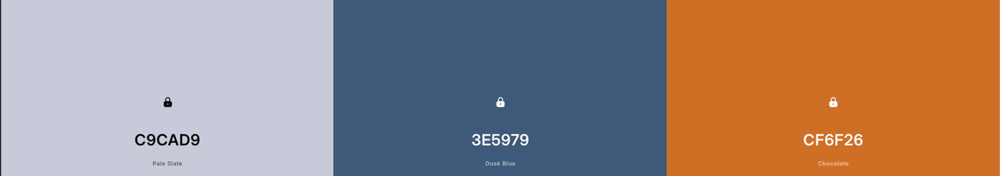 C9CAD9
Pale Slate
3E5979
Dusk Blue
CF6F26
Chocolate